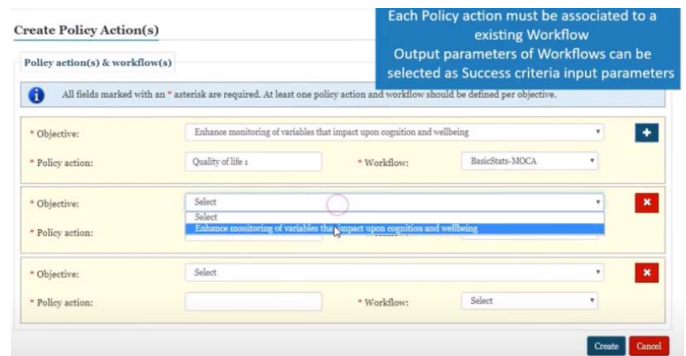 Each Policy action must be associated to a
existing Workflow
Output parameters of Workflows can be
selected as Success criteria input parameters
Create Policy Action(s)
Policy action(s) & workflow(s)
All fields marked with an * asterisk are required. At least one policy action and workflow should be defined per objective.
* Objective: Enhance monitoring of variables that impact upon cognition and wellbeing
* Policy action: Quality of life 1 * Workflow: BasicStats-MOCA
* Objective: Select
Select
Enhance monitoring of variables that impact upon cognition and wellbeing
* Policy action:
* Objective: Select
* Policy action: * Workflow: Select
Create Cancel